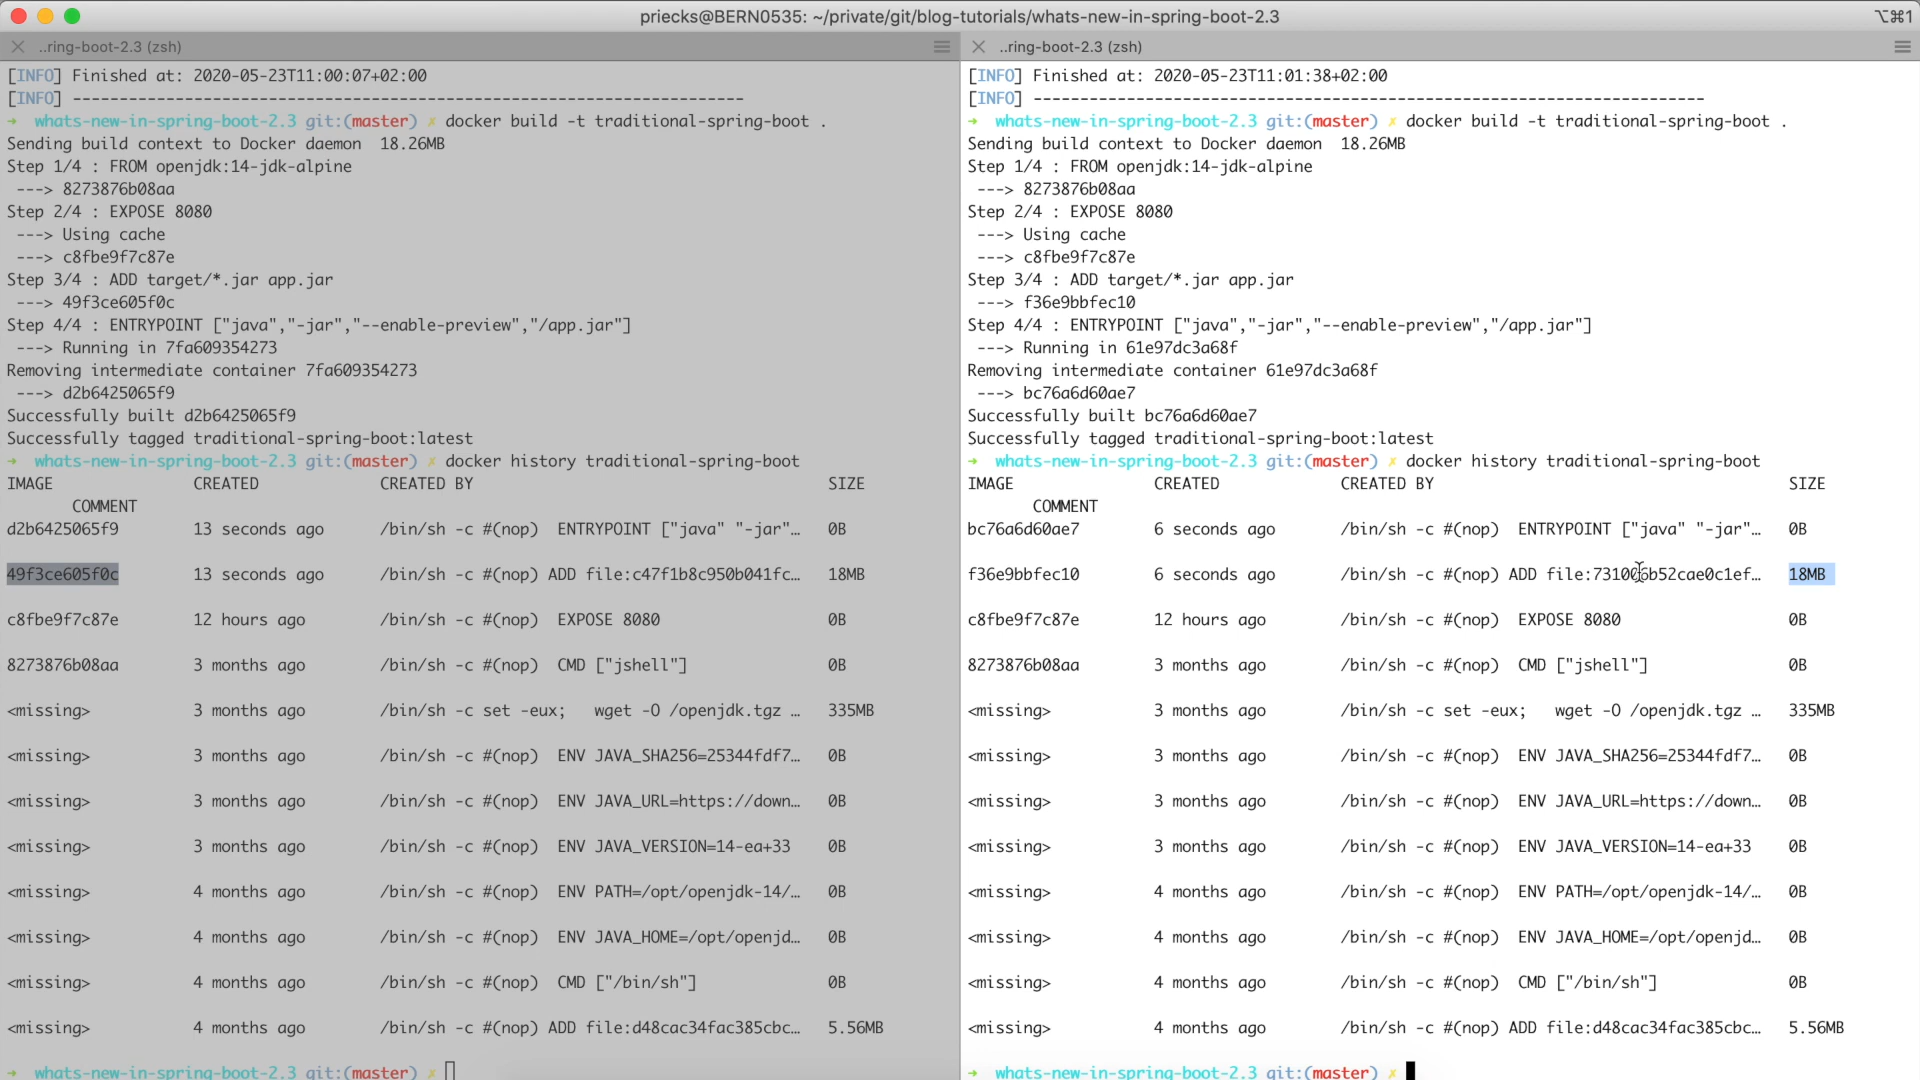 priecks@BERN0535: ~/private/git/blog-tutorials/whats-new-in-spring-boot-2.3
⌥⌘1
..ring-boot-2.3 (zsh)
[INFO] Finished at: 2020-05-23T11:00:07+02:00
[INFO] ------------------------------------------------------------------------
→ whats-new-in-spring-boot-2.3 git:(master) ✗ docker build -t traditional-spring-boot .
Sending build context to Docker daemon  18.26MB
Step 1/4 : FROM openjdk:14-jdk-alpine
 ---> 8273876b08aa
Step 2/4 : EXPOSE 8080
 ---> Using cache
 ---> c8fbe9f7c87e
Step 3/4 : ADD target/*.jar app.jar
 ---> 49f3ce605f0c
Step 4/4 : ENTRYPOINT ["java","-jar","--enable-preview","/app.jar"]
 ---> Running in 7fa609354273
Removing intermediate container 7fa609354273
 ---> d2b6425065f9
Successfully built d2b6425065f9
Successfully tagged traditional-spring-boot:latest
→ whats-new-in-spring-boot-2.3 git:(master) ✗ docker history traditional-spring-boot
IMAGE CREATED CREATED BY SIZE
COMMENT
d2b6425065f9 13 seconds ago /bin/sh -c #(nop)  ENTRYPOINT ["java" "-jar"… 0B
49f3ce605f0c 13 seconds ago /bin/sh -c #(nop) ADD file:c47f1b8c950b041fc… 18MB
c8fbe9f7c87e 12 hours ago /bin/sh -c #(nop)  EXPOSE 8080 0B
8273876b08aa 3 months ago /bin/sh -c #(nop)  CMD ["jshell"] 0B
<missing> 3 months ago /bin/sh -c set -eux;   wget -O /openjdk.tgz … 335MB
<missing> 3 months ago /bin/sh -c #(nop)  ENV JAVA_SHA256=25344fdf7… 0B
<missing> 3 months ago /bin/sh -c #(nop)  ENV JAVA_URL=https://down… 0B
<missing> 3 months ago /bin/sh -c #(nop)  ENV JAVA_VERSION=14-ea+33 0B
<missing> 4 months ago /bin/sh -c #(nop)  ENV PATH=/opt/openjdk-14/… 0B
<missing> 4 months ago /bin/sh -c #(nop)  ENV JAVA_HOME=/opt/openjd… 0B
<missing> 4 months ago /bin/sh -c #(nop)  CMD ["/bin/sh"] 0B
<missing> 4 months ago /bin/sh -c #(nop) ADD file:d48cac34fac385cbc… 5.56MB
→ whats-new-in-spring-boot-2.3 git:(master) ✗
..ring-boot-2.3 (zsh)
[INFO] Finished at: 2020-05-23T11:01:38+02:00
[INFO] ------------------------------------------------------------------------
→ whats-new-in-spring-boot-2.3 git:(master) ✗ docker build -t traditional-spring-boot .
Sending build context to Docker daemon  18.26MB
Step 1/4 : FROM openjdk:14-jdk-alpine
 ---> 8273876b08aa
Step 2/4 : EXPOSE 8080
 ---> Using cache
 ---> c8fbe9f7c87e
Step 3/4 : ADD target/*.jar app.jar
 ---> f36e9bbfec10
Step 4/4 : ENTRYPOINT ["java","-jar","--enable-preview","/app.jar"]
 ---> Running in 61e97dc3a68f
Removing intermediate container 61e97dc3a68f
 ---> bc76a6d60ae7
Successfully built bc76a6d60ae7
Successfully tagged traditional-spring-boot:latest
→ whats-new-in-spring-boot-2.3 git:(master) ✗ docker history traditional-spring-boot
IMAGE CREATED CREATED BY SIZE
COMMENT
bc76a6d60ae7 6 seconds ago /bin/sh -c #(nop)  ENTRYPOINT ["java" "-jar"… 0B
f36e9bbfec10 6 seconds ago /bin/sh -c #(nop) ADD file:731006b52cae0c1ef… 18MB
c8fbe9f7c87e 12 hours ago /bin/sh -c #(nop)  EXPOSE 8080 0B
8273876b08aa 3 months ago /bin/sh -c #(nop)  CMD ["jshell"] 0B
<missing> 3 months ago /bin/sh -c set -eux;   wget -O /openjdk.tgz … 335MB
<missing> 3 months ago /bin/sh -c #(nop)  ENV JAVA_SHA256=25344fdf7… 0B
<missing> 3 months ago /bin/sh -c #(nop)  ENV JAVA_URL=https://down… 0B
<missing> 3 months ago /bin/sh -c #(nop)  ENV JAVA_VERSION=14-ea+33 0B
<missing> 4 months ago /bin/sh -c #(nop)  ENV PATH=/opt/openjdk-14/… 0B
<missing> 4 months ago /bin/sh -c #(nop)  ENV JAVA_HOME=/opt/openjd… 0B
<missing> 4 months ago /bin/sh -c #(nop)  CMD ["/bin/sh"] 0B
<missing> 4 months ago /bin/sh -c #(nop) ADD file:d48cac34fac385cbc… 5.56MB
→ whats-new-in-spring-boot-2.3 git:(master) ✗